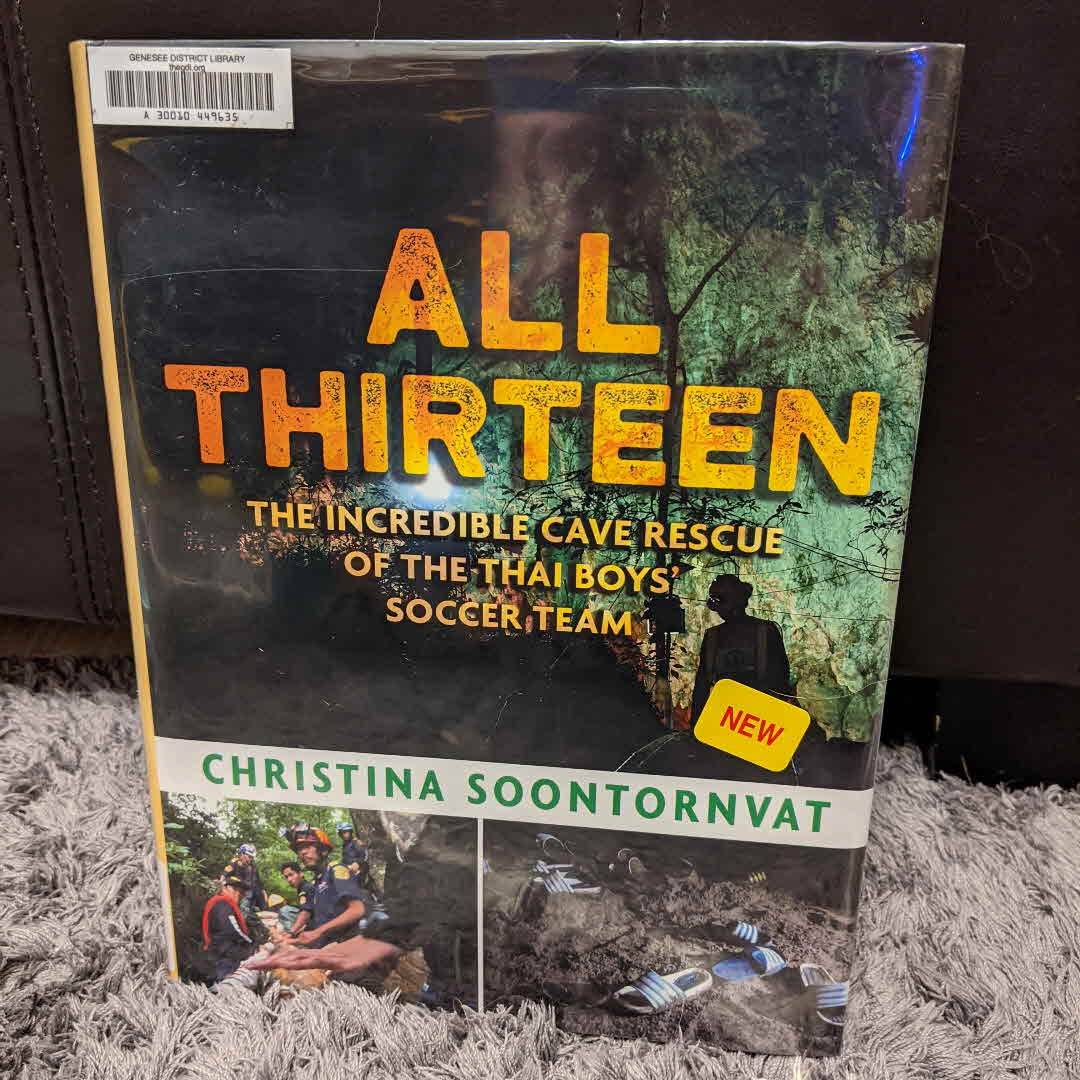 GENESEE DISTRICT LIBRARY
thegdl.org
A 30010 449635
ALL
THIRTEEN
THE INCREDIBLE CAVE RESCUE
OF THE THAI BOYS'
SOCCER TEAM
NEW
CHRISTINA SOONTORNVAT